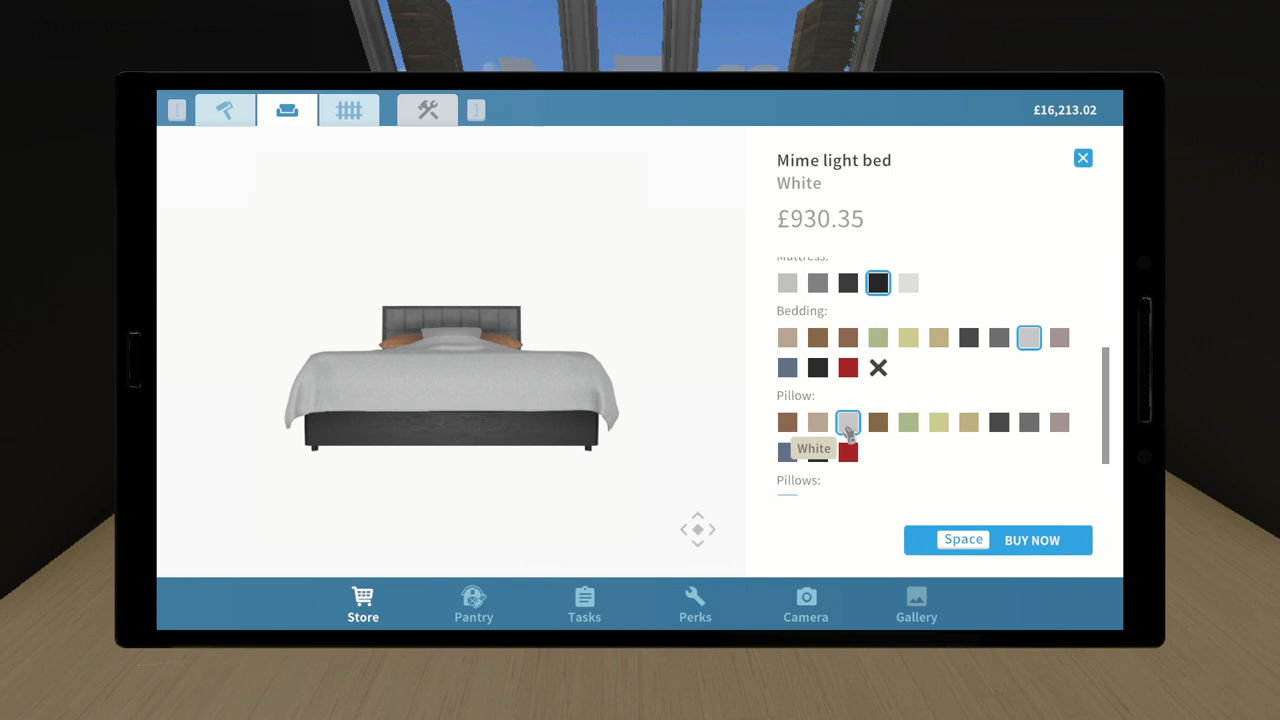 £16,213.02
Mime light bed
White
£930.35
Mattress:
Bedding:
Pillow:
White
Pillows:
Space BUY NOW
Store Pantry Tasks Perks Camera Gallery